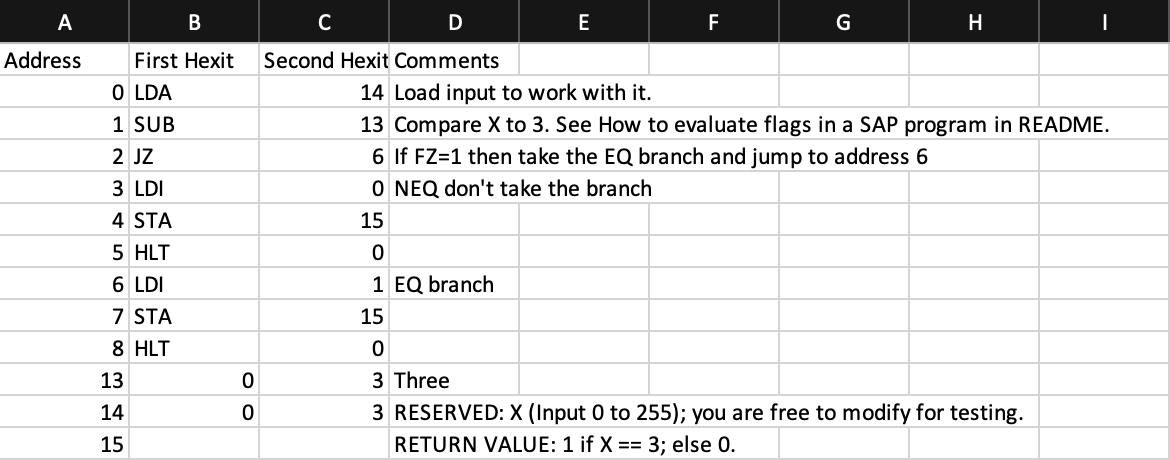 A B C D E F G H I
Address First Hexit Second Hexit Comments
0 LDA 14 Load input to work with it.
1 SUB 13 Compare X to 3. See How to evaluate flags in a SAP program in README.
2 JZ 6 If FZ=1 then take the EQ branch and jump to address 6
3 LDI 0 NEQ don't take the branch
4 STA 15
5 HLT 0
6 LDI 1 EQ branch
7 STA 15
8 HLT 0
13 0 3 Three
14 0 3 RESERVED: X (Input 0 to 255); you are free to modify for testing.
15 RETURN VALUE: 1 if X == 3; else 0.